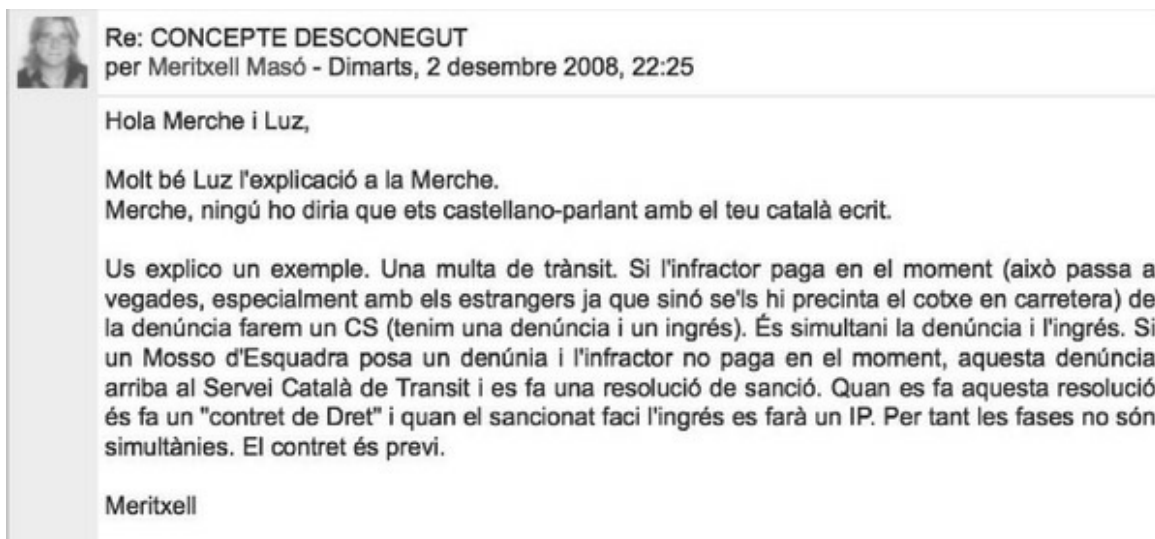 Re: CONCEPTE DESCONEGUT
per Meritxell Masó - Dimarts, 2 desembre 2008, 22:25
Hola Merche i Luz,
Molt bé Luz l'explicació a la Merche.
Merche, ningú ho diria que ets castellano-parlant amb el teu català ecrit.
Us explico un exemple. Una multa de trànsit. Si l'infractor paga en el moment (això passa a
vegades, especialment amb els estrangers ja que sinó se'ls hi precinta el cotxe en carretera) de
la denúncia farem un CS (tenim una denúncia i un ingrés). És simultani la denúncia i l'ingrés. Si
un Mosso d'Esquadra posa un denúnia i l'infractor no paga en el moment, aquesta denúncia
arriba al Servei Català de Transit i es fa una resolució de sanció. Quan es fa aquesta resolució
és fa un "contret de Dret" i quan el sancionat faci l'ingrés es farà un IP. Per tant les fases no són
simultànies. El contret és previ.
Meritxell